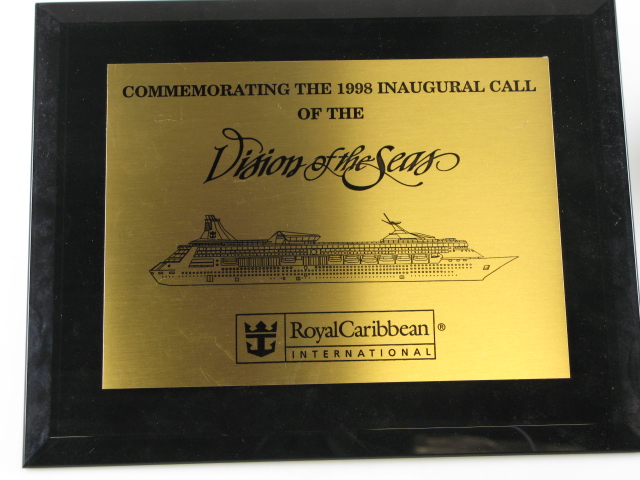 COMMEMORATING THE 1998 INAUGURAL CALL
OF THE
Vision of the Seas
RoyalCaribbean ®
INTERNATIONAL